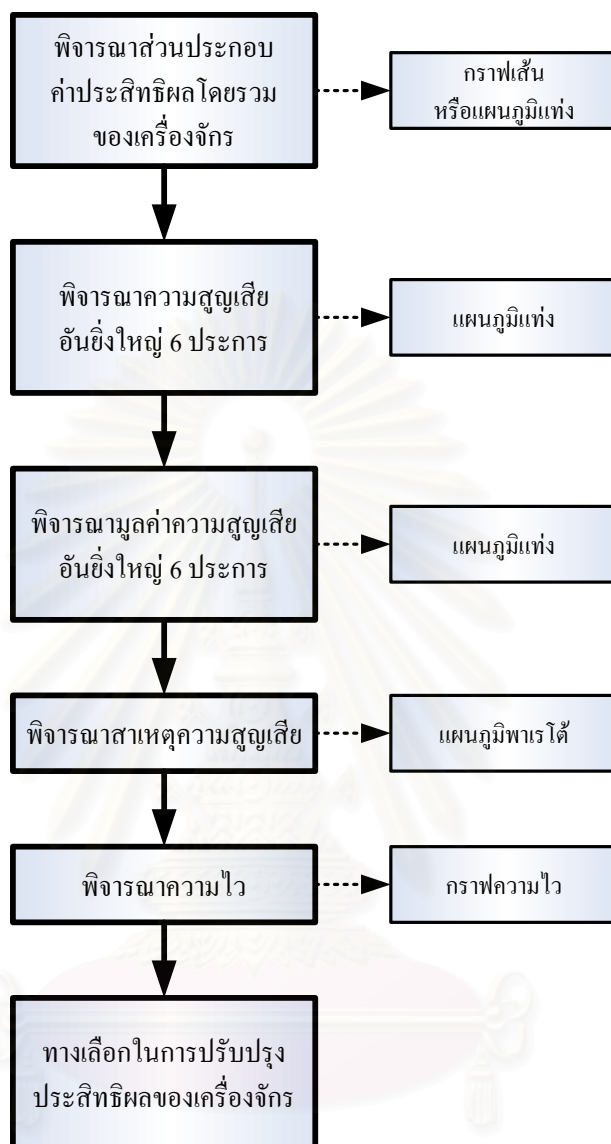 พิจารณาส่วนประกอบ
ค่าประสิทธิผลโดยรวม
ของเครื่องจักร
กราฟเส้น
หรือแผนภูมิแท่ง
พิจารณาความสูญเสีย
อันยิ่งใหญ่ 6 ประการ
แผนภูมิแท่ง
พิจารณามูลค่าความสูญเสีย
อันยิ่งใหญ่ 6 ประการ
แผนภูมิแท่ง
พิจารณาสาเหตุความสูญเสีย
แผนภูมิพาเรโต้
พิจารณาความไว
กราฟความไว
ทางเลือกในการปรับปรุง
ประสิทธิผลของเครื่องจักร